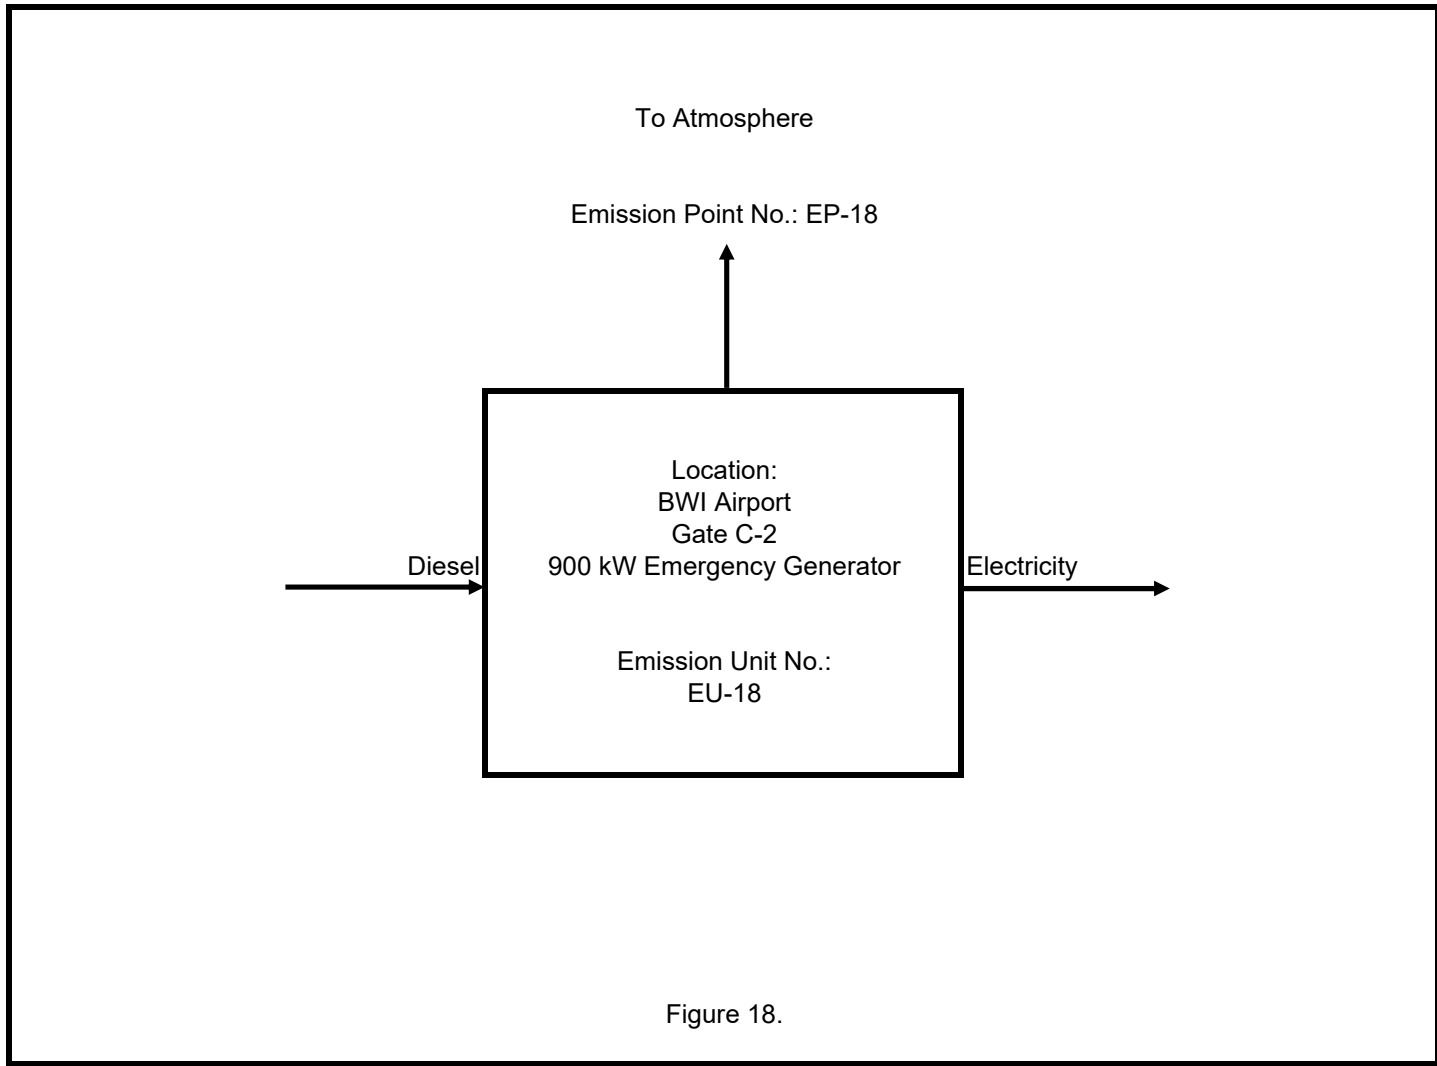 To Atmosphere
Emission Point No.: EP-18
Location:
BWI Airport
Gate C-2
Diesel
900 kW Emergency Generator
Electricity
Emission Unit No.:
EU-18
Figure 18.